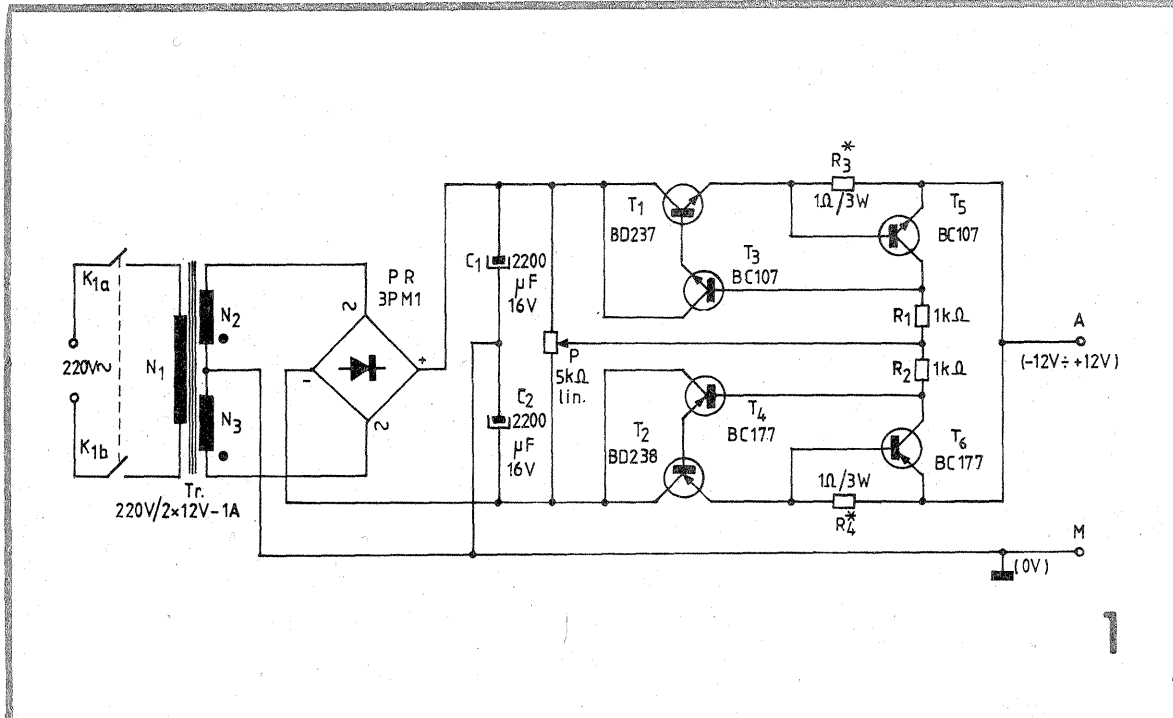 R3*
1Ω/3W
T1
BD237
T5
BC107
T3
BC107
C1
2200
μF
16V
PR
3PM1
K1a
N2
R1
1kΩ
A
(-12V÷+12V)
220V~
N1
+
-
P
5kΩ
lin.
R2
1kΩ
N3
C2
2200
μF
16V
T4
BC177
T2
BD238
T6
BC177
K1b
1Ω/3W
R4*
Tr.
220V/2×12V-1A
M
(0V)
1